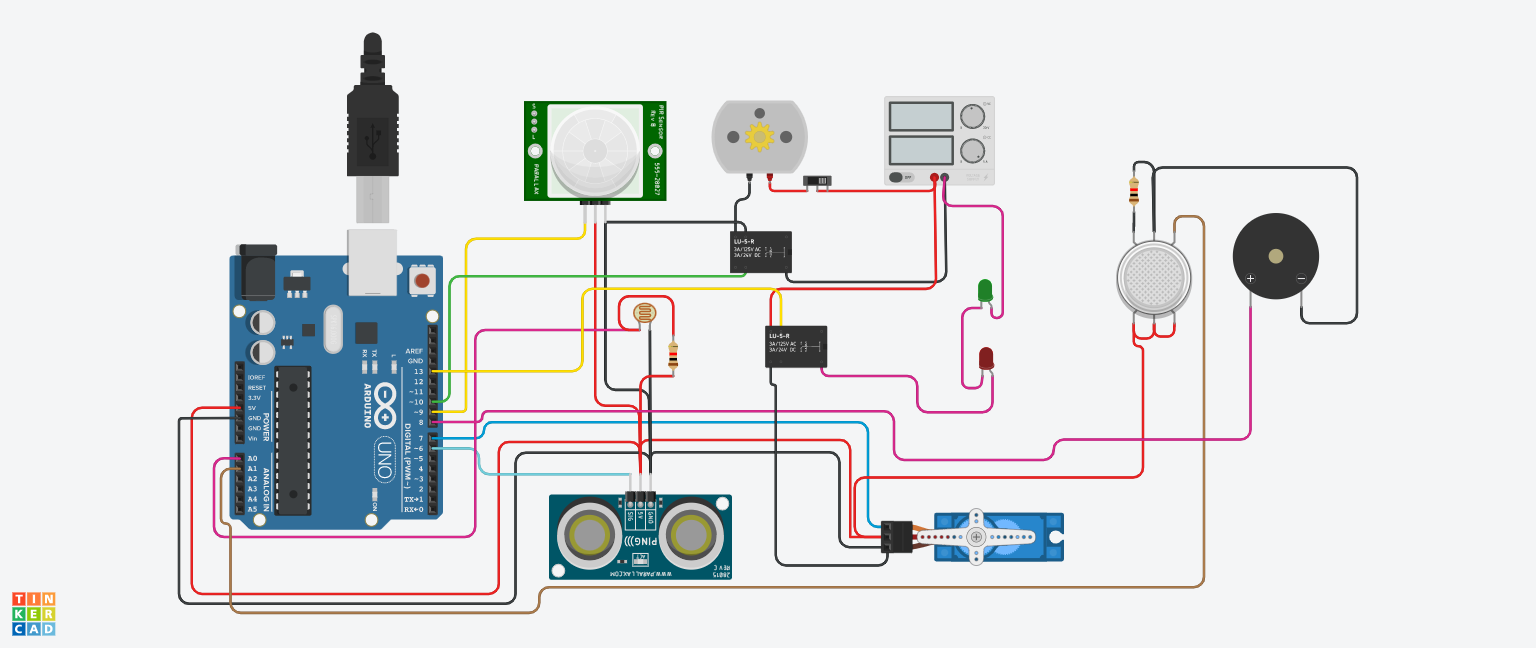 PIR Sensor
Rev B
555-28027
PARALLAX
OFF
LU-5-R
3A/125V AC
3A/24V DC
LU-5-R
3A/125V AC
3A/24V DC
AREF
GND
13
12
~11
~10
~9
8
7
~6
~5
4
~3
2
TX→1
RX←0
IOREF
RESET
3.3V
5V
GND
GND
Vin
POWER
A0
A1
A2
A3
A4
A5
ANALOG IN
DIGITAL (PWM~)
RX
TX
L
ARDUINO
UNO
ON
SIG
5V
GND
PING)))
ACT
WWW.PARALLAX.COM
28015
REV C
TIN
KER
CAD